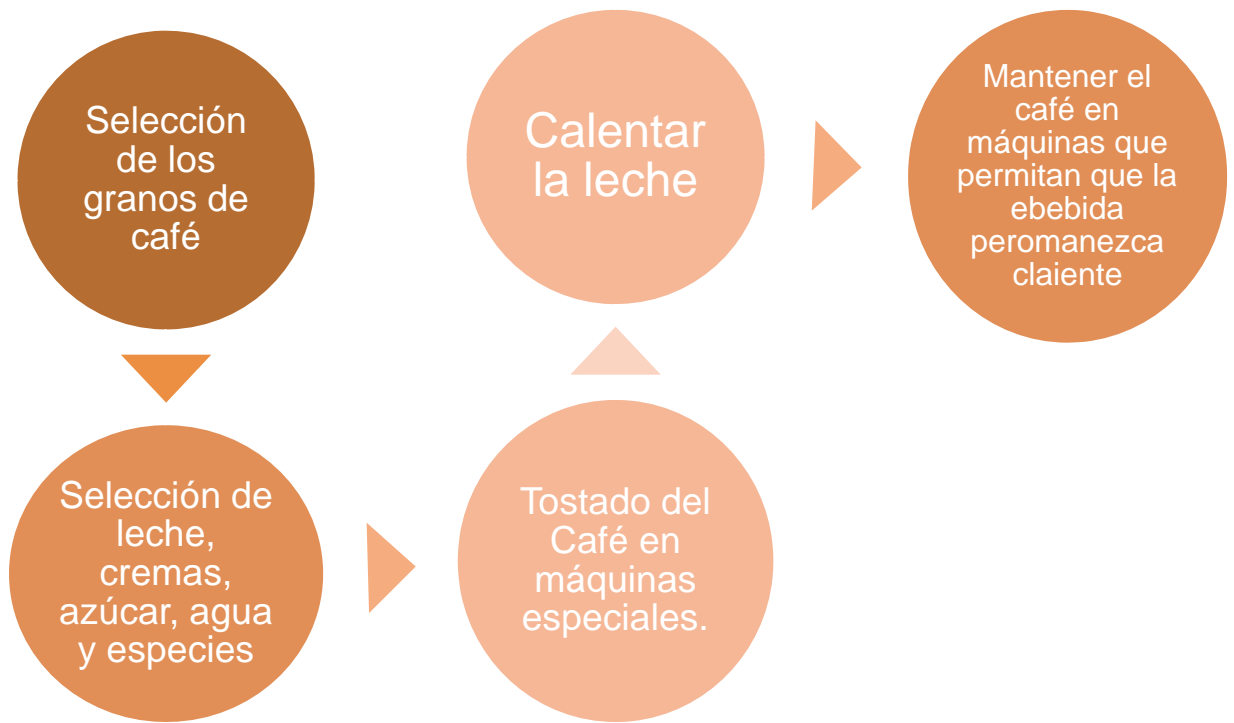 Selección
de los
granos de
café
Selección de
leche,
cremas,
azúcar, agua
y especies
Tostado del
Café en
máquinas
especiales.
Calentar
la leche
Mantener el
café en
máquinas que
permitan que la
ebebida
peromanezca
claiente